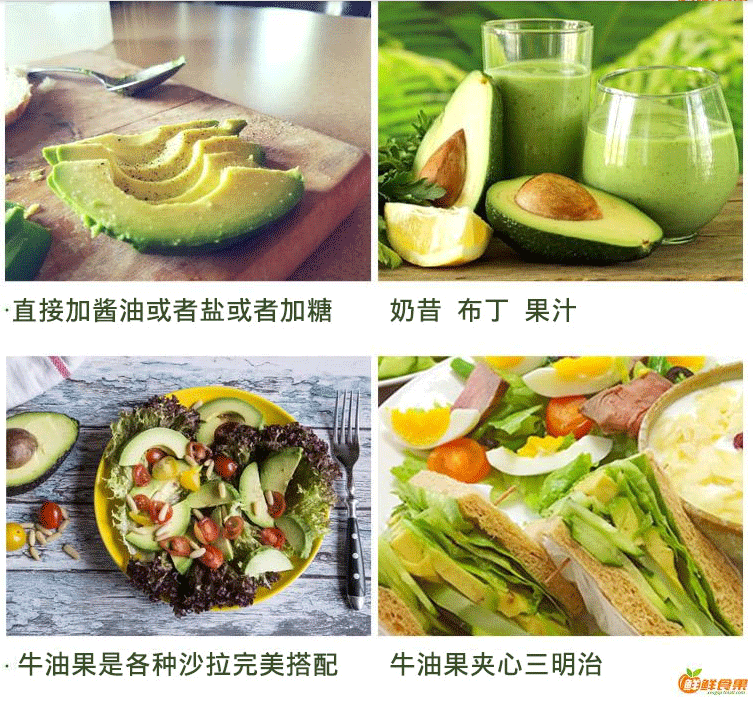 ·直接加酱油或者盐或者加糖
奶昔 布丁 果汁
·牛油果是各种沙拉完美搭配
牛油果夹心三明治
鲜鲜食果